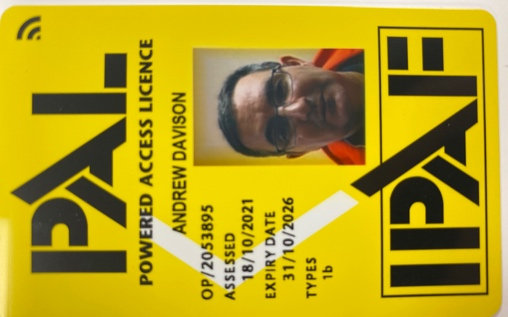 PAL
POWERED ACCESS LICENCE
ANDREW DAVISON
OP/2053895
ASSESSED
18/10/2021
EXPIRY DATE
31/10/2026
TYPES
1b
IPAF